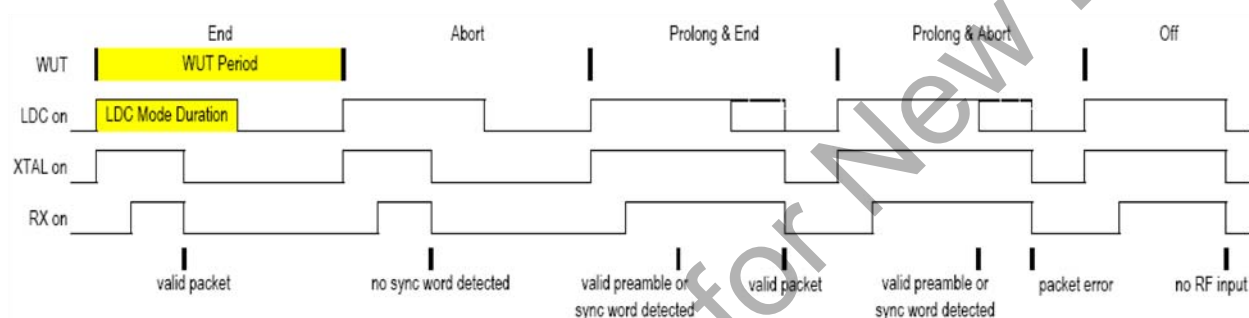 End Abort Prolong & End Prolong & Abort Off
WUT WUT Period
LDC on LDC Mode Duration
XTAL on
RX on
valid packet no sync word detected valid preamble or valid packet valid preamble or packet error no RF input
sync word detected sync word detected
for New